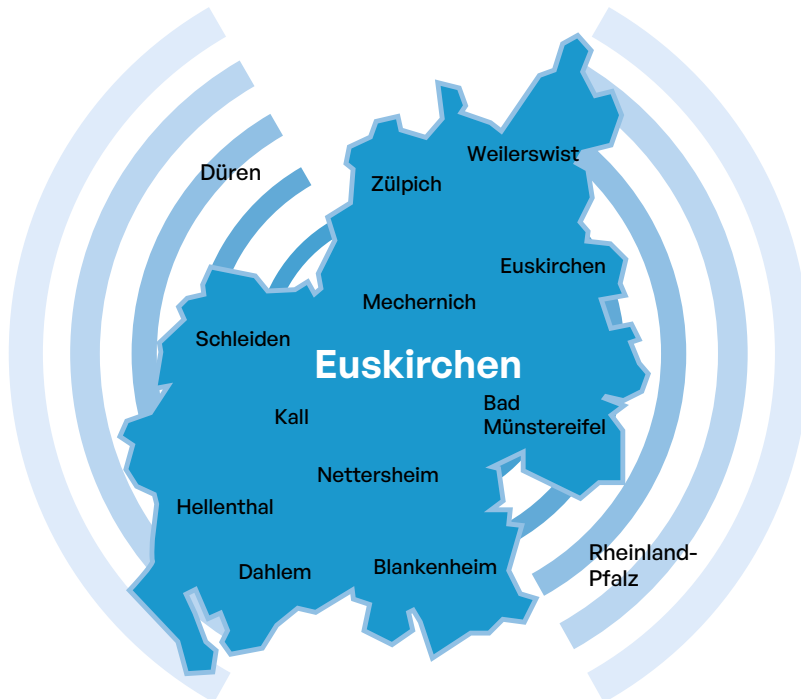 Weilerswist
Düren
Zülpich
Euskirchen
Mechernich
Schleiden
Euskirchen
Kall
Bad
Münstereifel
Nettersheim
Hellenthal
Rheinland-
Pfalz
Dahlem
Blankenheim